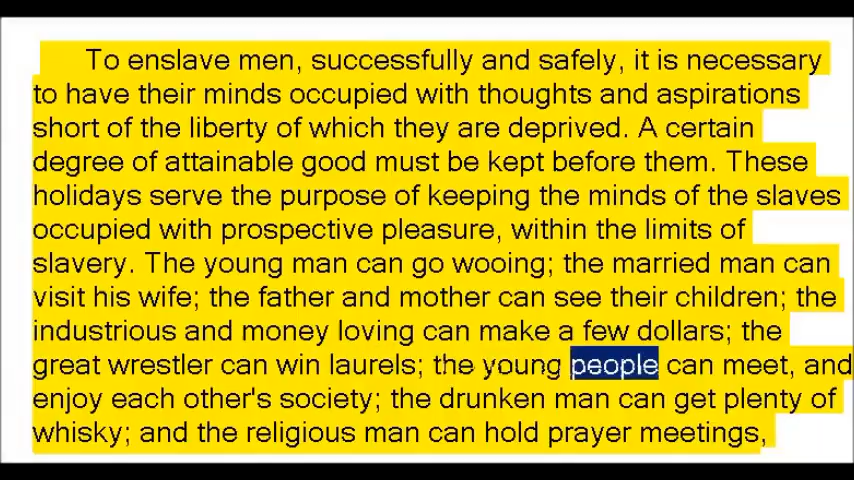 To enslave men, successfully and safely, it is necessary
to have their minds occupied with thoughts and aspirations
short of the liberty of which they are deprived. A certain
degree of attainable good must be kept before them. These
holidays serve the purpose of keeping the minds of the slaves
occupied with prospective pleasure, within the limits of
slavery. The young man can go wooing; the married man can
visit his wife; the father and mother can see their children; the
industrious and money loving can make a few dollars; the
great wrestler can win laurels; the young people can meet, and
enjoy each other's society; the drunken man can get plenty of
whisky; and the religious man can hold prayer meetings,